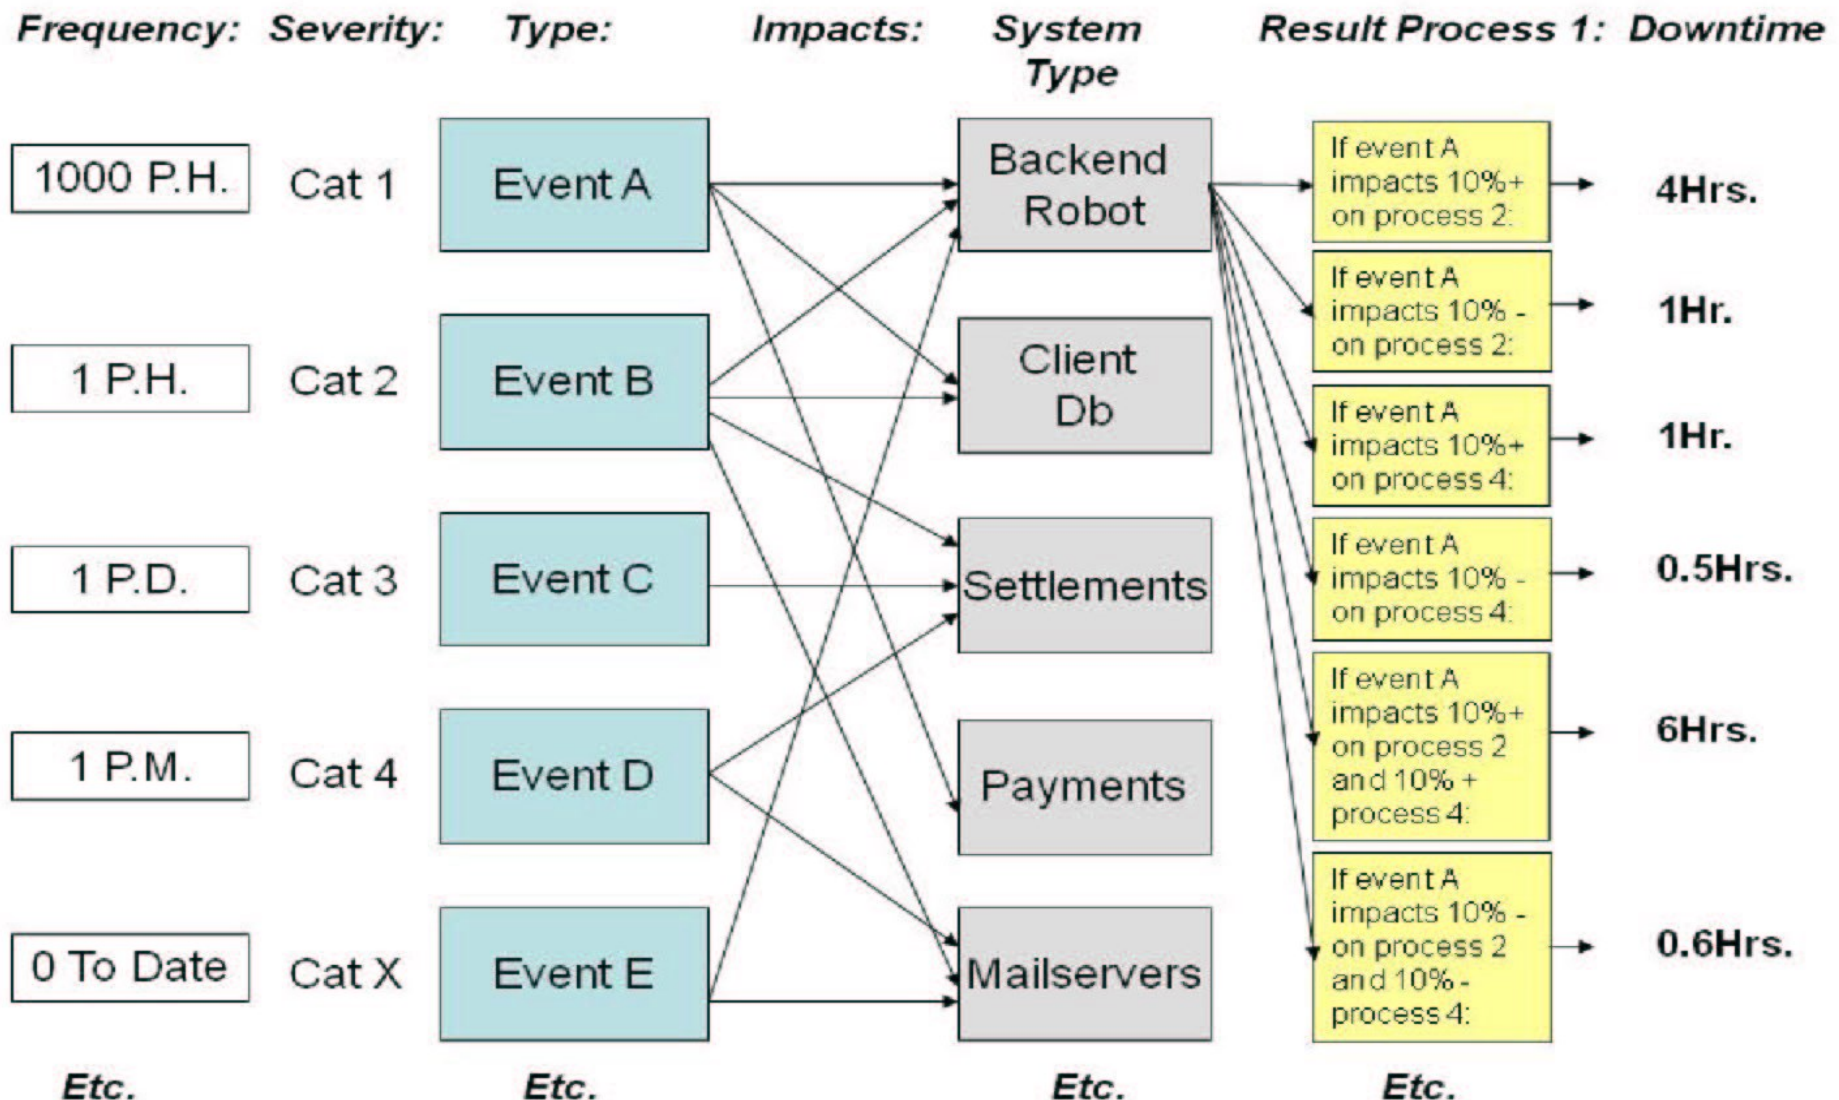 Frequency: Severity: Type: Impacts: System Type Result Process 1: Downtime
1000 P.H.
Cat 1
Event A
Backend
Robot
If event A
impacts 10%+
on process 2:
4Hrs.
If event A
impacts 10% -
on process 2:
1Hr.
1 P.H.
Cat 2
Event B
Client
Db
If event A
impacts 10%+
on process 4:
1Hr.
1 P.D.
Cat 3
Event C
Settlements
If event A
impacts 10% -
on process 4:
0.5Hrs.
1 P.M.
Cat 4
Event D
Payments
If event A
impacts 10%+
on process 2
and 10% +
process 4:
6Hrs.
0 To Date
Cat X
Event E
Mailservers
If event A
impacts 10% -
on process 2
and 10% -
process 4:
0.6Hrs.
Etc. Etc. Etc. Etc.